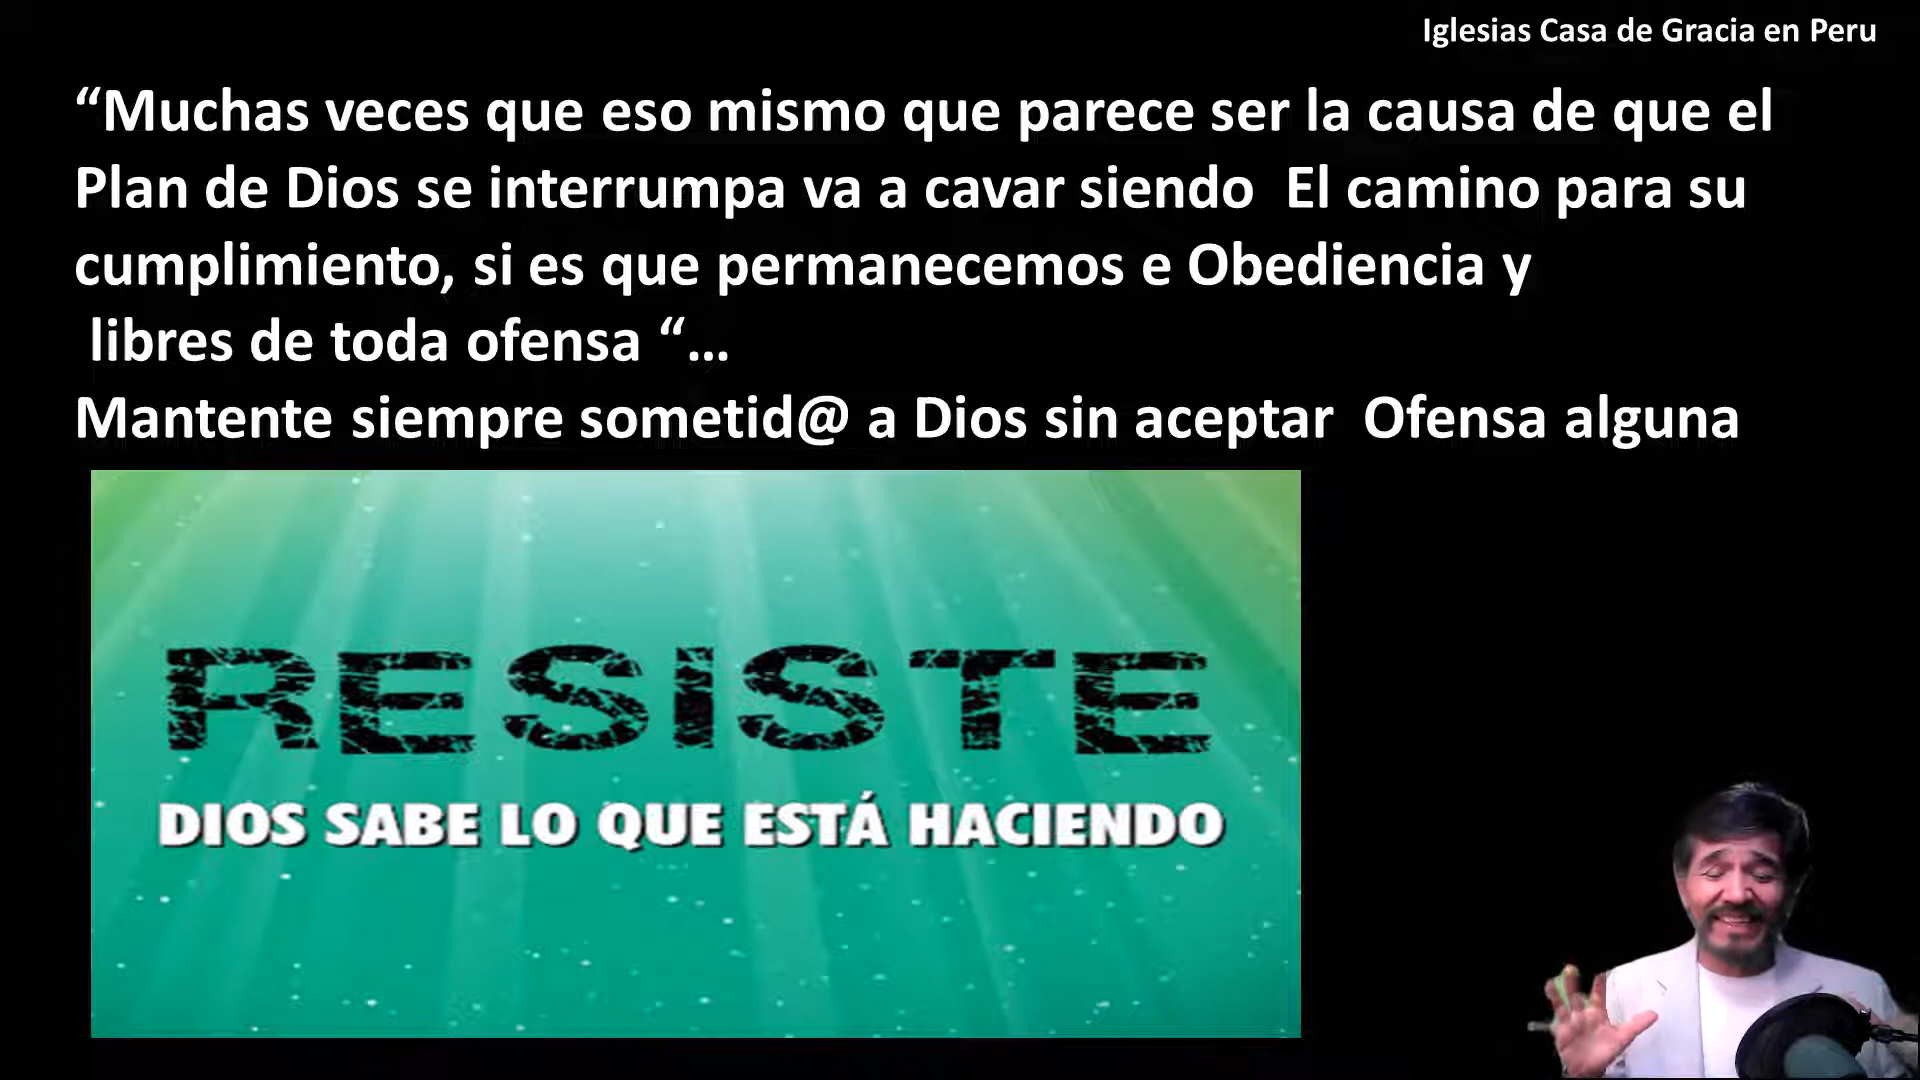 Iglesias Casa de Gracia en Peru
“Muchas veces que eso mismo que parece ser la causa de que el
Plan de Dios se interrumpa va a cavar siendo  El camino para su
cumplimiento, si es que permanecemos e Obediencia y
libres de toda ofensa “...
Mantente siempre sometid@ a Dios sin aceptar  Ofensa alguna
RESISTE
DIOS SABE LO QUE ESTÁ HACIENDO